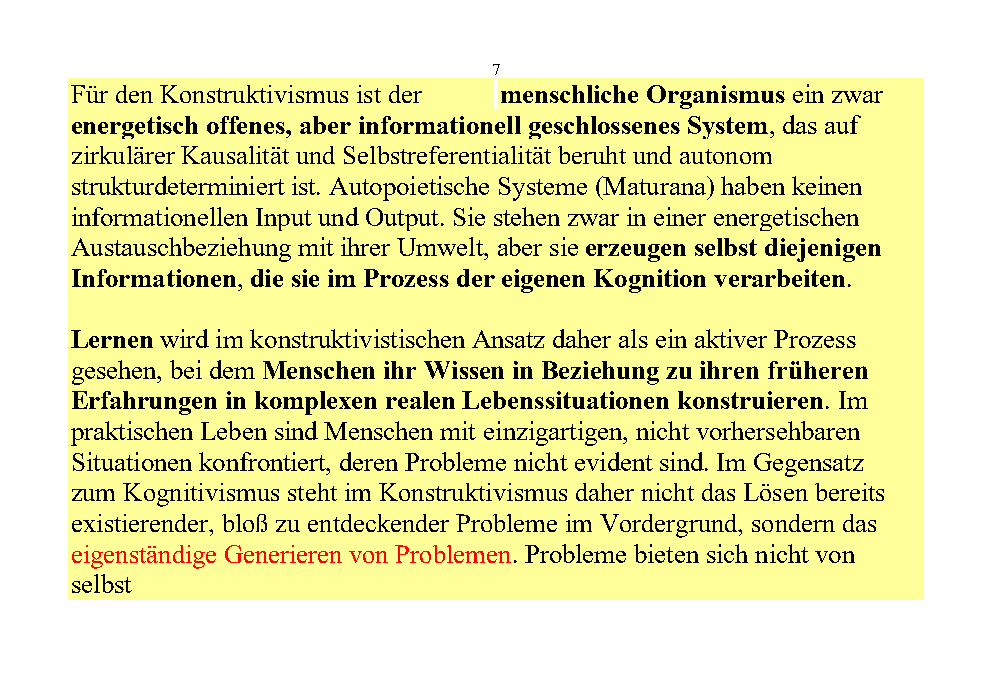 7
Für den Konstruktivismus ist der menschliche Organismus ein zwar
energetisch offenes, aber informationell geschlossenes System, das auf
zirkulärer Kausalität und Selbstreferentialität beruht und autonom
strukturdeterminiert ist. Autopoietische Systeme (Maturana) haben keinen
informationellen Input und Output. Sie stehen zwar in einer energetischen
Austauschbeziehung mit ihrer Umwelt, aber sie erzeugen selbst diejenigen
Informationen, die sie im Prozess der eigenen Kognition verarbeiten.
Lernen wird im konstruktivistischen Ansatz daher als ein aktiver Prozess
gesehen, bei dem Menschen ihr Wissen in Beziehung zu ihren früheren
Erfahrungen in komplexen realen Lebenssituationen konstruieren. Im
praktischen Leben sind Menschen mit einzigartigen, nicht vorhersehbaren
Situationen konfrontiert, deren Probleme nicht evident sind. Im Gegensatz
zum Kognitivismus steht im Konstruktivismus daher nicht das Lösen bereits
existierender, bloß zu entdeckender Probleme im Vordergrund, sondern das
eigenständige Generieren von Problemen. Probleme bieten sich nicht von
selbst